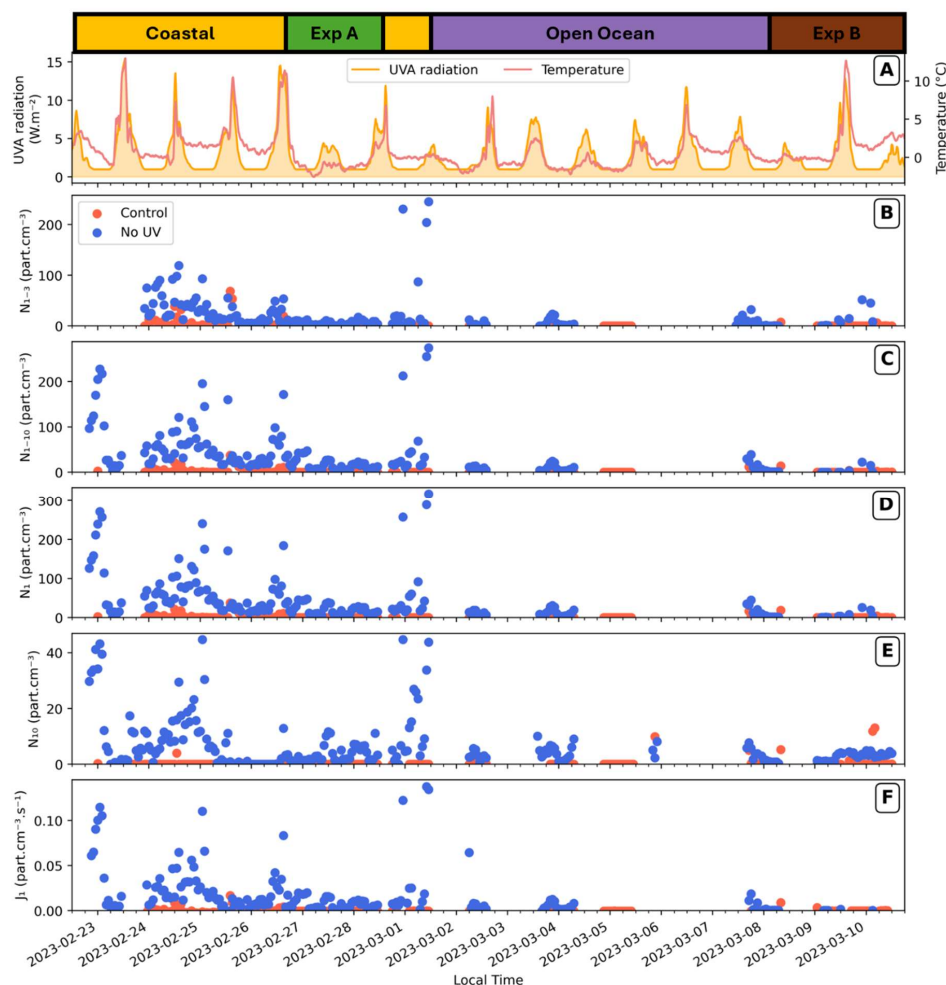 Coastal
Exp A
Open Ocean
Exp B
UVA radiation
Temperature
A
15
10
5
0
UVA radiation
(W.m⁻²)
10
5
0
Temperature (°C)
Control
No UV
B
200
100
0
N₁₋₃ (part.cm⁻³)
C
200
100
0
N₁₋₁₀ (part.cm⁻³)
D
300
200
100
0
N₁ (part.cm⁻³)
E
40
20
0
N₁₀ (part.cm⁻³)
F
0.10
0.05
0.00
J₁ (part.cm⁻³.s⁻¹)
2023-02-23
2023-02-24
2023-02-25
2023-02-26
2023-02-27
2023-02-28
2023-03-01
2023-03-02
2023-03-03
2023-03-04
2023-03-05
2023-03-06
2023-03-07
2023-03-08
2023-03-09
2023-03-10
Local Time